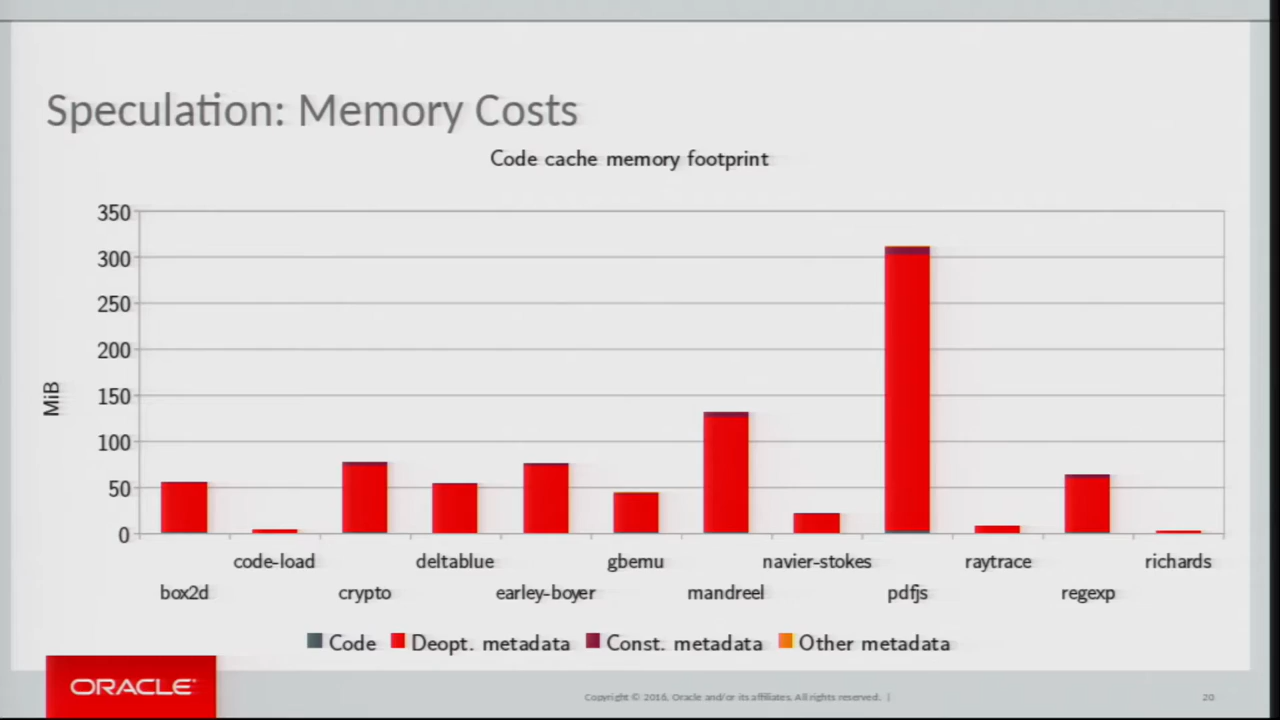 Speculation: Memory Costs
Code cache memory footprint
350
300
250
200
150
100
50
0
MiB
code-load deltablue gbemu navier-stokes raytrace richards
box2d crypto earley-boyer mandreel pdfjs regexp
Code Deopt. metadata Const. metadata Other metadata
ORACLE
Copyright © 2016, Oracle and/or its affiliates. All rights reserved. | 20